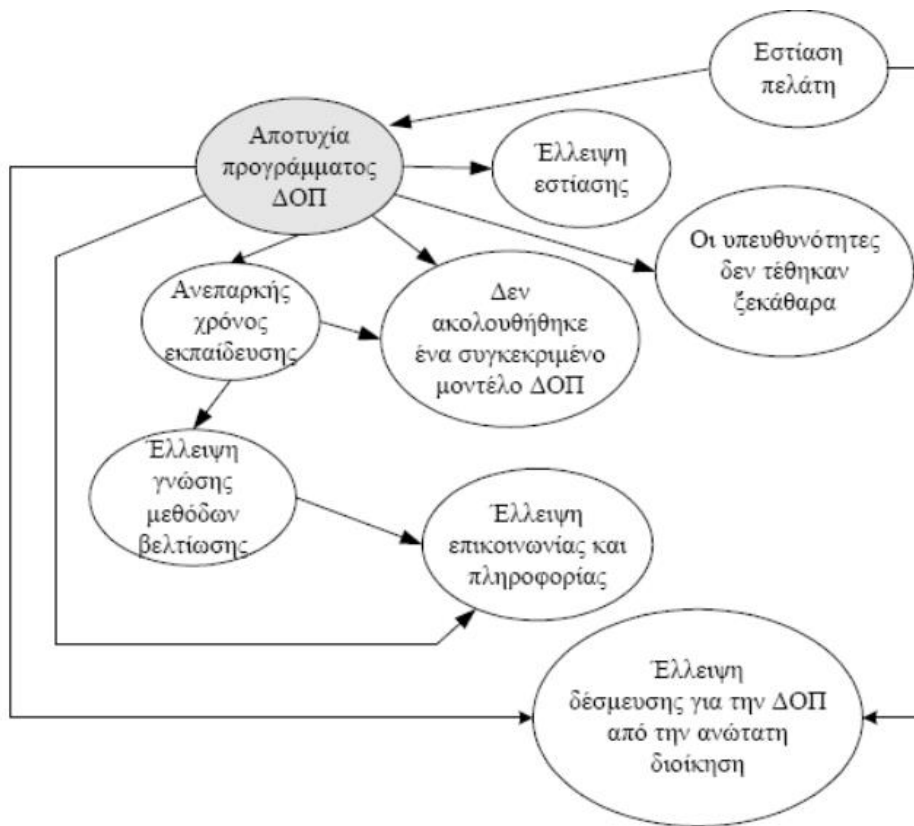 Εστίαση
πελάτη
Αποτυχία
προγράμματος
ΔΟΠ
Έλλειψη
εστίασης
Οι υπευθυνότητες
δεν τέθηκαν
ξεκάθαρα
Ανεπαρκής
χρόνος
εκπαίδευσης
Δεν
ακολουθήθηκε
ένα συγκεκριμένο
μοντέλο ΔΟΠ
Έλλειψη
γνώσης
μεθόδων
βελτίωσης
Έλλειψη
επικοινωνίας και
πληροφορίας
Έλλειψη
δέσμευσης για την ΔΟΠ
από την ανώτατη
διοίκηση